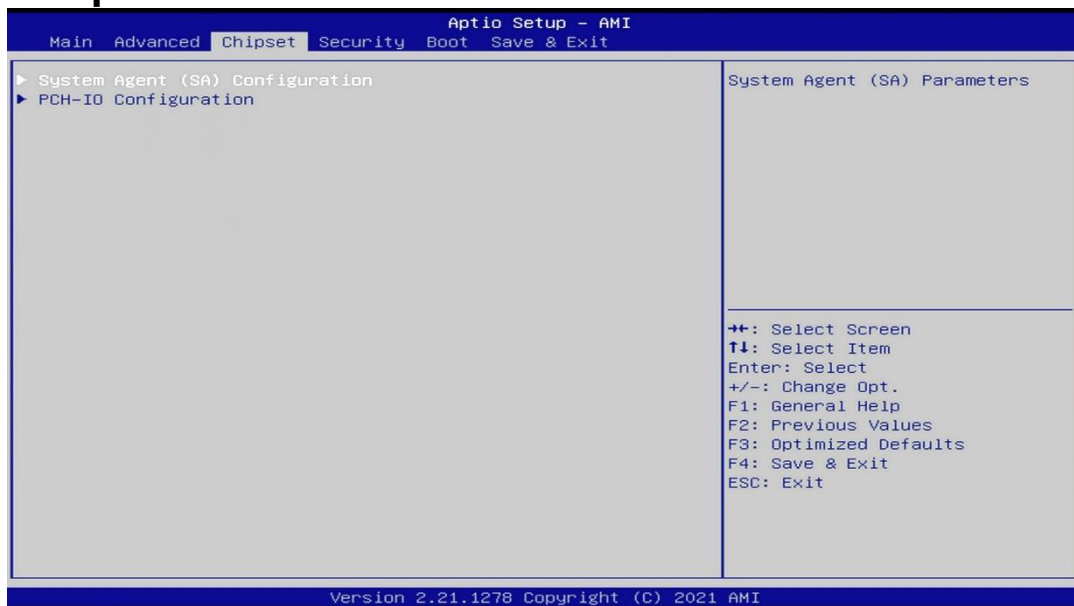 Aptio Setup – AMI
Main Advanced Chipset Security Boot Save & Exit
▶ System Agent (SA) Configuration
▶ PCH-IO Configuration
System Agent (SA) Parameters
→←: Select Screen
↑↓: Select Item
Enter: Select
+/-: Change Opt.
F1: General Help
F2: Previous Values
F3: Optimized Defaults
F4: Save & Exit
ESC: Exit
Version 2.21.1278 Copyright (C) 2021 AMI